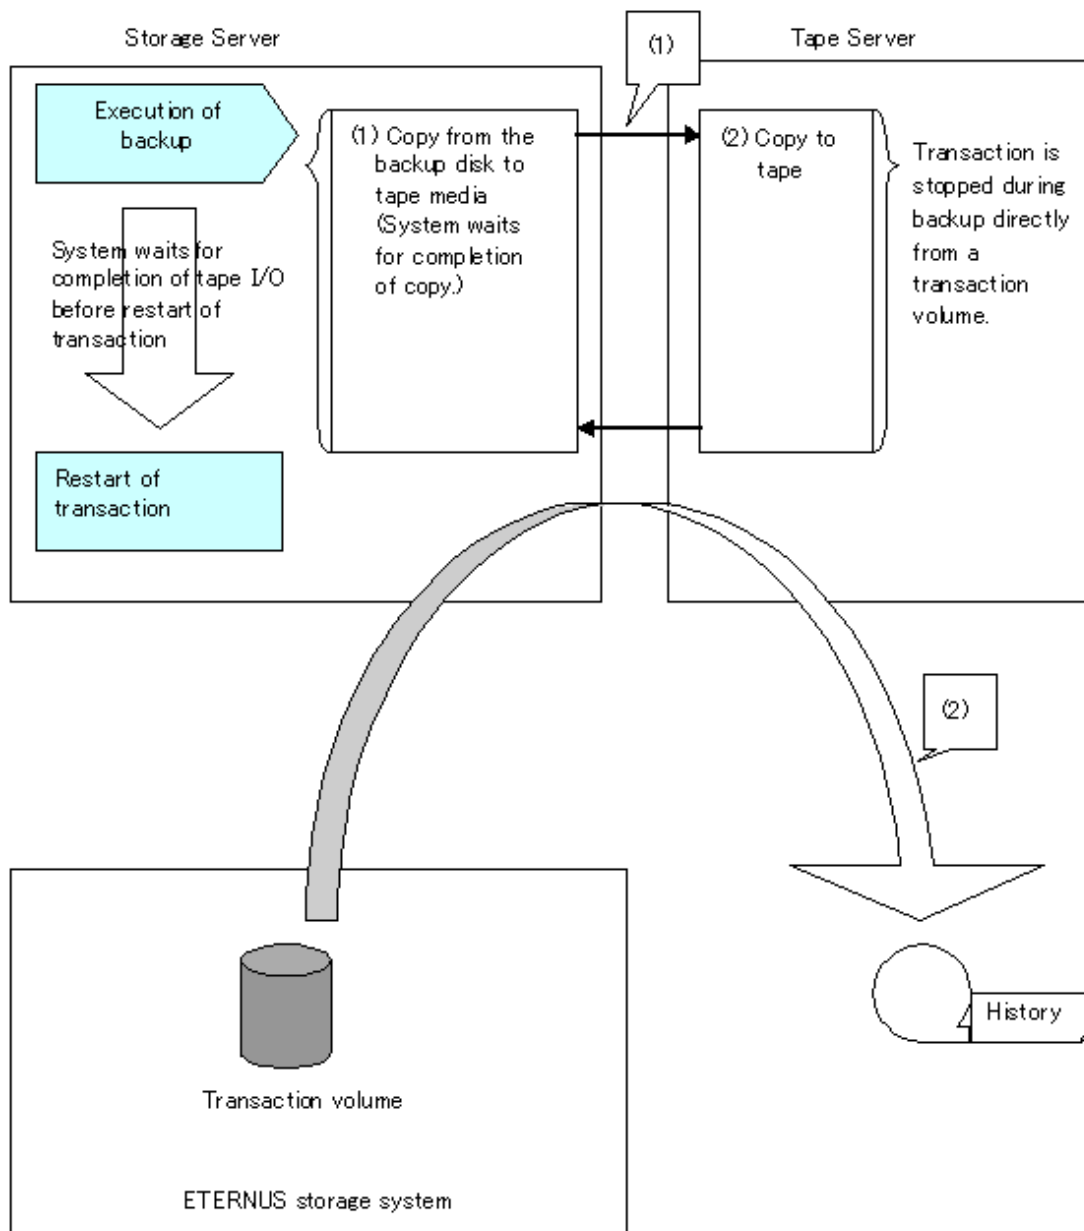 Storage Server
(1)
Tape Server
Execution of
backup
(1) Copy from the
backup disk to
tape media
(System waits
for completion
of copy.)
(2) Copy to
tape
Transaction is
stopped during
backup directly
from a
transaction
volume.
System waits for
completion of tape I/O
before restart of
transaction
Restart of
transaction
(2)
History
Transaction volume
ETERNUS storage system